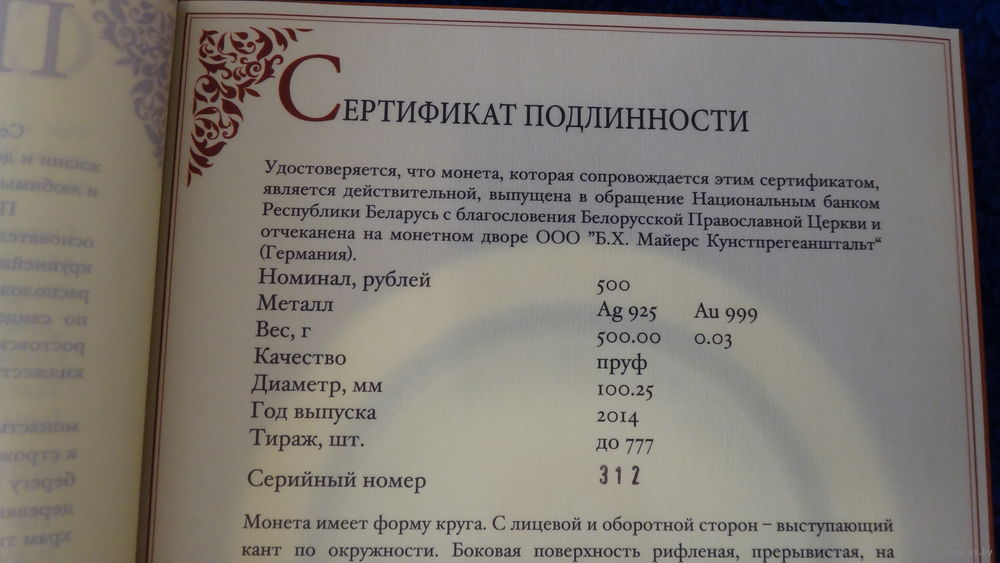 СЕРТИФИКАТ ПОДЛИННОСТИ
Удостоверяется, что монета, которая сопровождается этим сертификатом,
является действительной, выпущена в обращение Национальным банком
Республики Беларусь с благословения Белорусской Православной Церкви и
отчеканена на монетном дворе ООО ”Б.Х. Майерс Кунстпрегеанштальт“
(Германия).
Номинал, рублей 500
Металл Ag 925 Au 999
Вес, г 500.00 0.03
Качество пруф
Диаметр, мм 100.25
Год выпуска 2014
Тираж, шт. до 777
Серийный номер 312
Монета имеет форму круга. С лицевой и оборотной сторон – выступающий
кант по окружности. Боковая поверхность рифленая, прерывистая, на